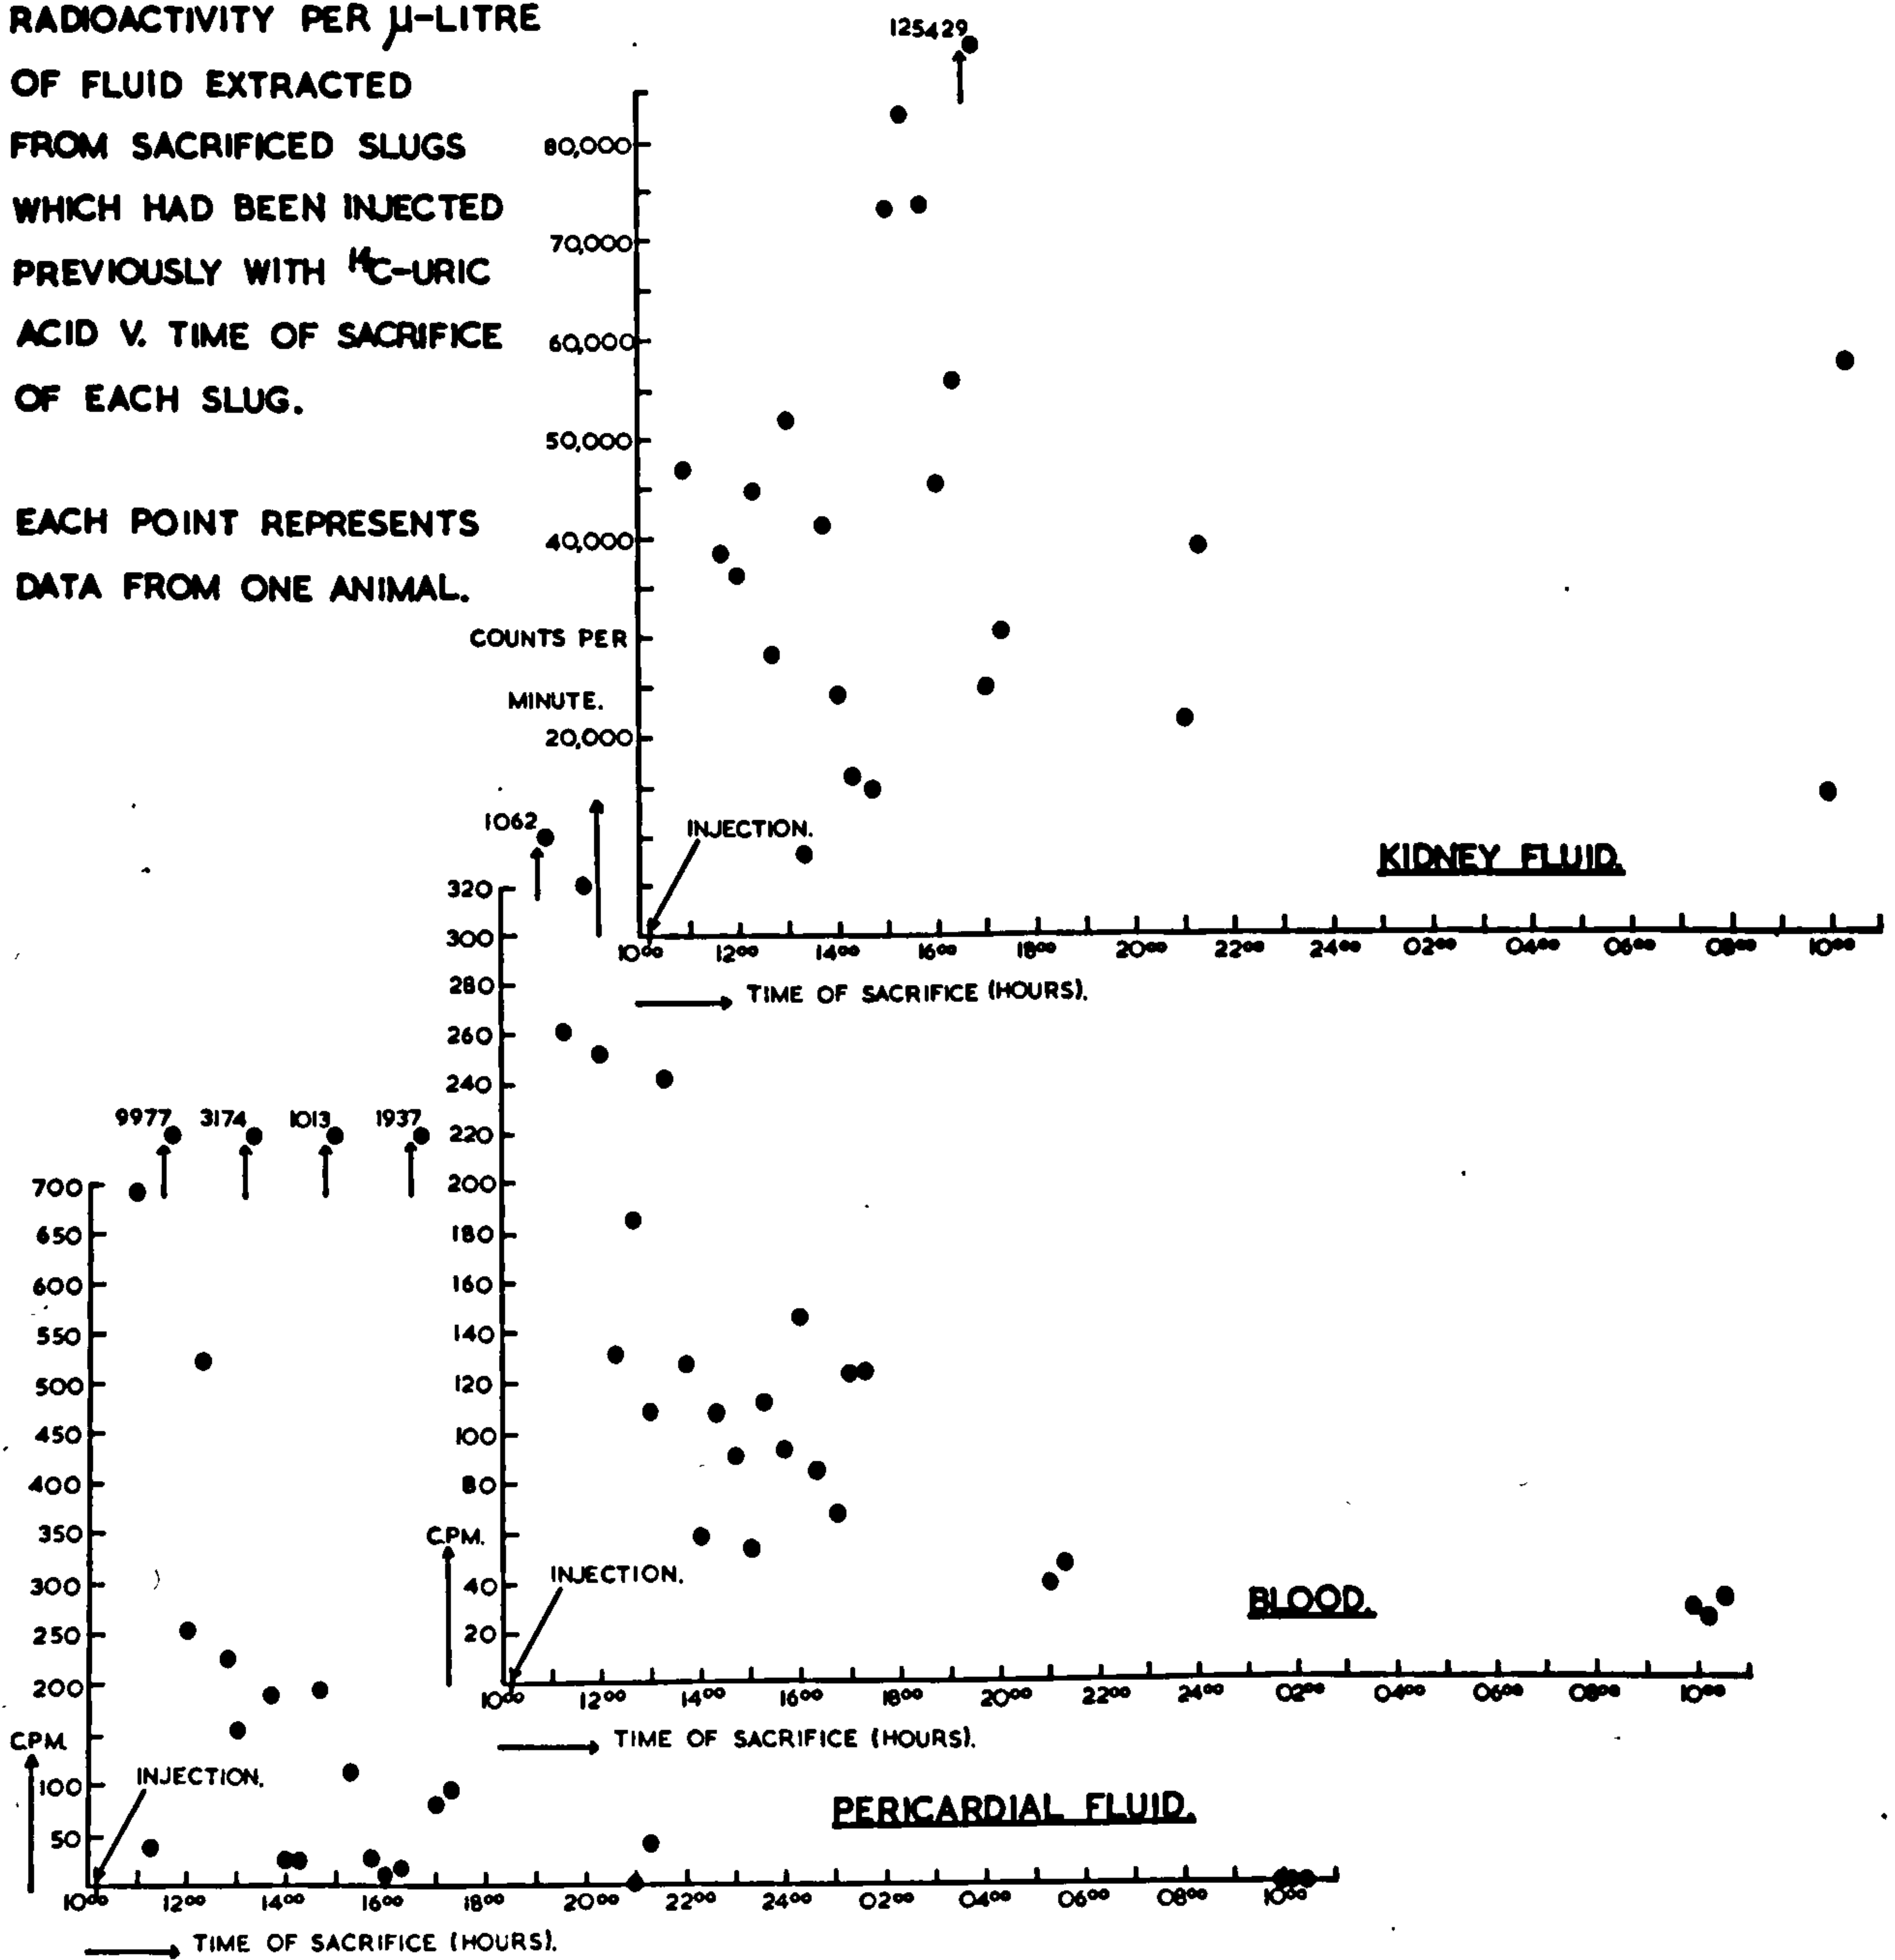 RADIOACTIVITY PER µ-LITRE
OF FLUID EXTRACTED
FROM SACRIFICED SLUGS
WHICH HAD BEEN INJECTED
PREVIOUSLY WITH ¹⁴C-URIC
ACID V. TIME OF SACRIFICE
OF EACH SLUG.
EACH POINT REPRESENTS
DATA FROM ONE ANIMAL.
125429
80,000
70,000
60,000
50,000
40,000
COUNTS PER
MINUTE.
20,000
INJECTION.
KIDNEY FLUID.
10⁰⁰ 12⁰⁰ 14⁰⁰ 16⁰⁰ 18⁰⁰ 20⁰⁰ 22⁰⁰ 24⁰⁰ 02⁰⁰ 04⁰⁰ 06⁰⁰ 08⁰⁰ 10⁰⁰
TIME OF SACRIFICE (HOURS).
1062
320
300
280
260
240
220
200
180
160
140
120
100
80
C.P.M.
40
20
INJECTION.
BLOOD.
10⁰⁰ 12⁰⁰ 14⁰⁰ 16⁰⁰ 18⁰⁰ 20⁰⁰ 22⁰⁰ 24⁰⁰ 02⁰⁰ 04⁰⁰ 06⁰⁰ 08⁰⁰ 10⁰⁰
TIME OF SACRIFICE (HOURS).
9977 3174 1013 1937
700
650
600
550
500
450
400
350
300
250
200
C.P.M.
100
50
INJECTION.
PERICARDIAL FLUID.
10⁰⁰ 12⁰⁰ 14⁰⁰ 16⁰⁰ 18⁰⁰ 20⁰⁰ 22⁰⁰ 24⁰⁰ 02⁰⁰ 04⁰⁰ 06⁰⁰ 08⁰⁰ 10⁰⁰
TIME OF SACRIFICE (HOURS).